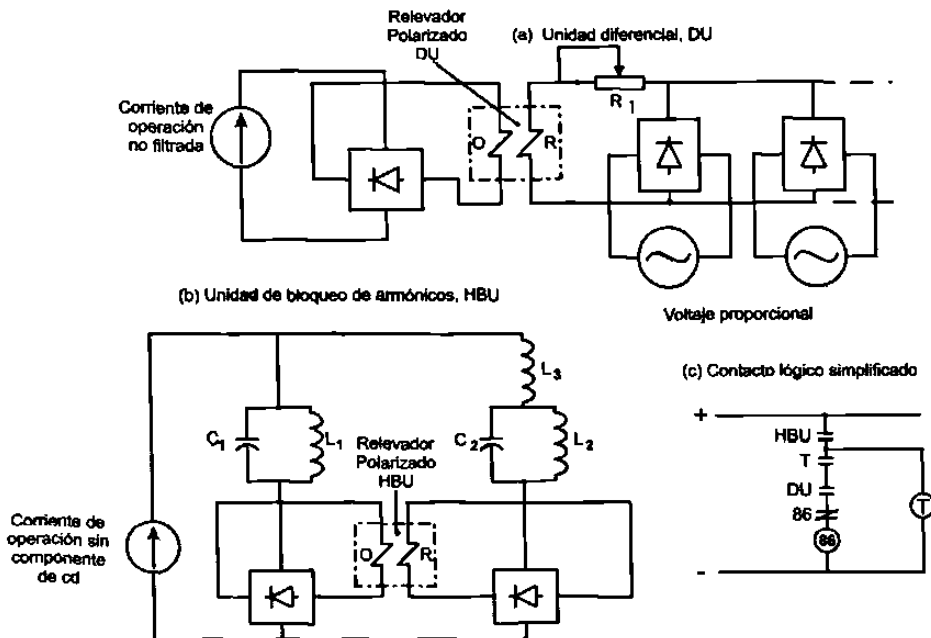 Relevador
Polarizado
DU
(a) Unidad diferencial, DU
R1
Corriente de
operación
no filtrada
O
R
Voltaje proporcional
(b) Unidad de bloqueo de armónicos, HBU
L3
C1
L1
C2
L2
Relevador
Polarizado
HBU
O
R
Corriente de
operación sin
componente
de cd
(c) Contacto lógico simplificado
+
HBU
T
DU
86
86
T
-